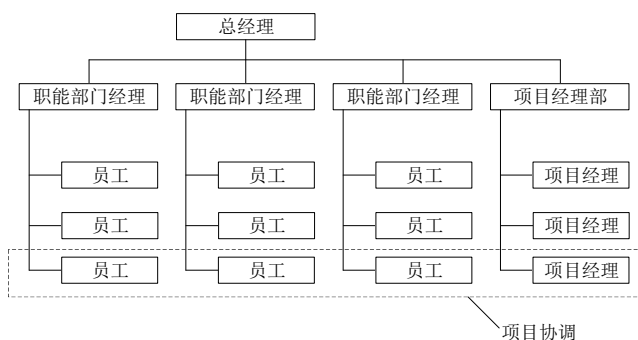 总经理
职能部门经理 职能部门经理 职能部门经理 项目经理部
员工 员工 员工 项目经理
员工 员工 员工 项目经理
员工 员工 员工 项目经理
项目协调